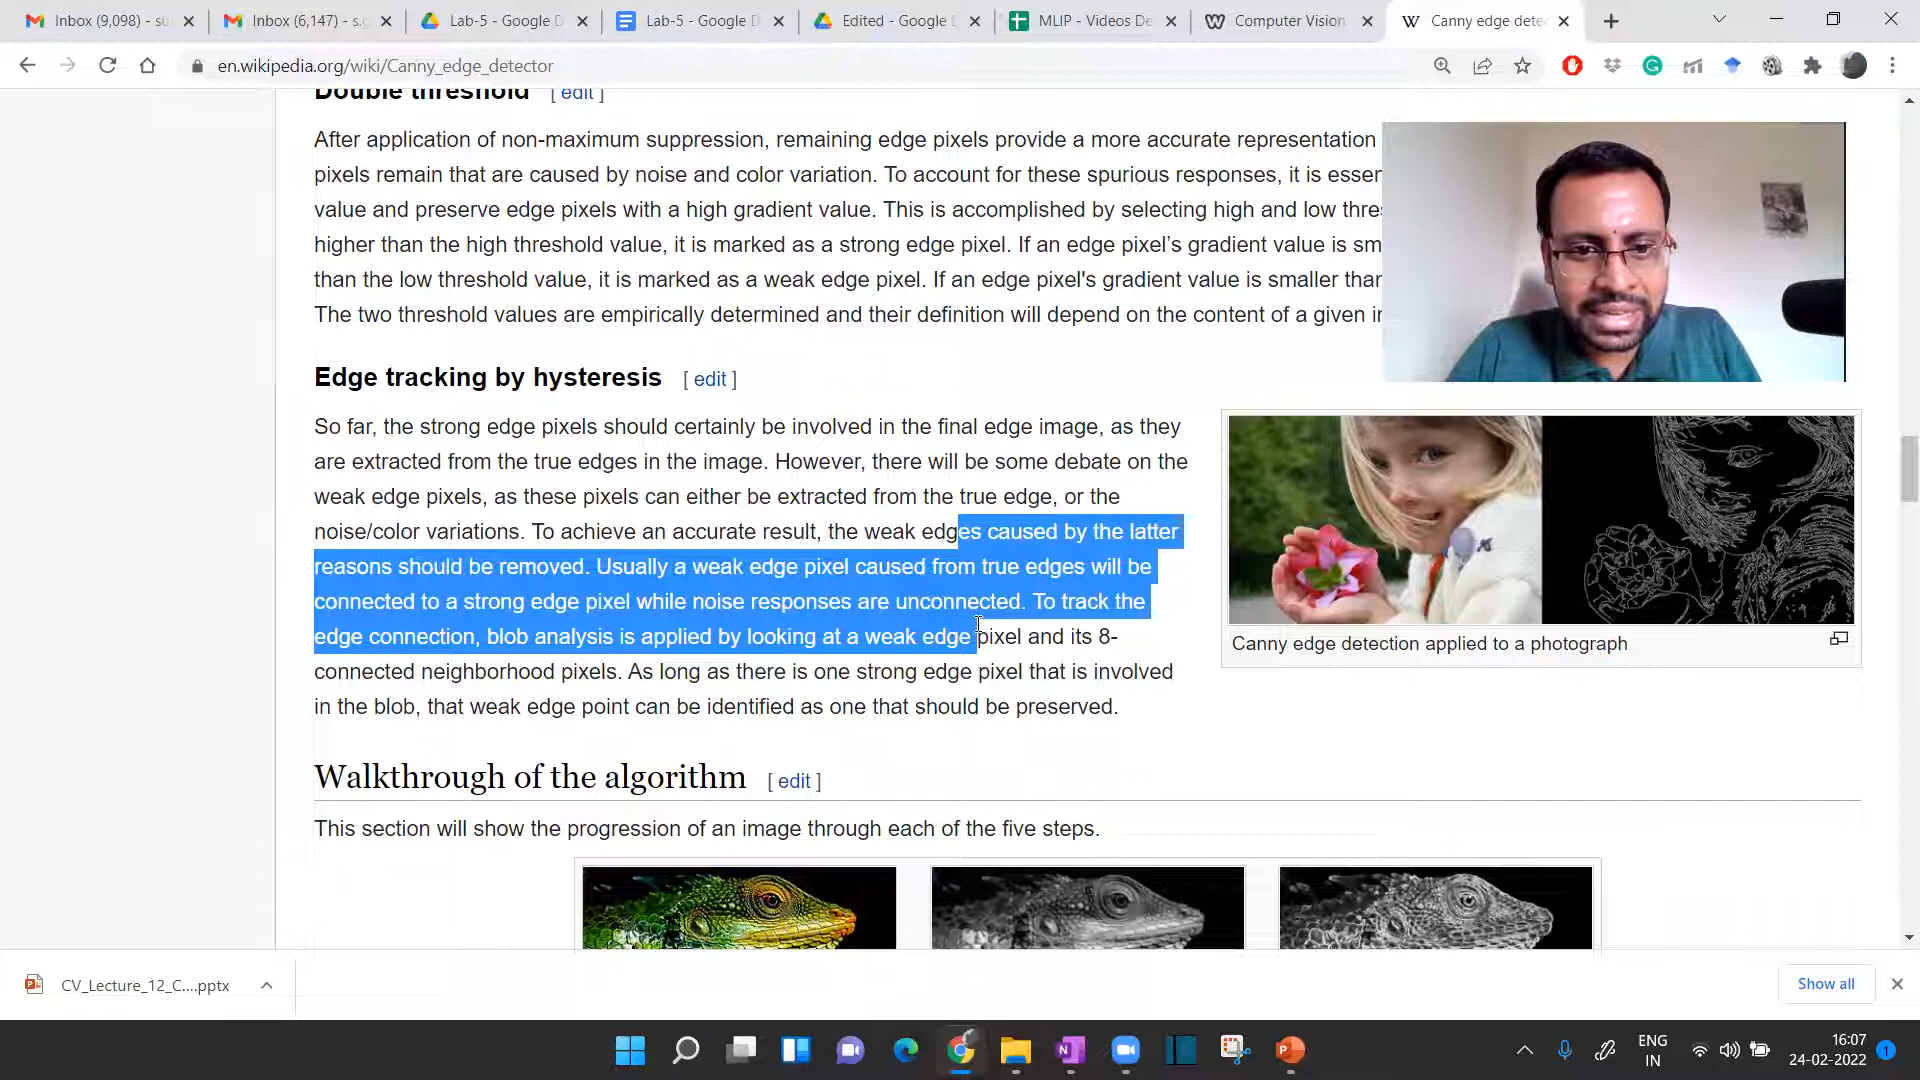 Inbox (9,098) - su
Inbox (6,147) - s.g
Lab-5 - Google D
Lab-5 - Google D
Edited - Google D
MLIP - Videos De
Computer Vision
Canny edge dete
en.wikipedia.org/wiki/Canny_edge_detector
Double threshold [ edit ]
After application of non-maximum suppression, remaining edge pixels provide a more accurate representation
pixels remain that are caused by noise and color variation. To account for these spurious responses, it is essen
value and preserve edge pixels with a high gradient value. This is accomplished by selecting high and low thres
higher than the high threshold value, it is marked as a strong edge pixel. If an edge pixel’s gradient value is sm
than the low threshold value, it is marked as a weak edge pixel. If an edge pixel's gradient value is smaller than
The two threshold values are empirically determined and their definition will depend on the content of a given in
Edge tracking by hysteresis [ edit ]
So far, the strong edge pixels should certainly be involved in the final edge image, as they
are extracted from the true edges in the image. However, there will be some debate on the
weak edge pixels, as these pixels can either be extracted from the true edge, or the
noise/color variations. To achieve an accurate result, the weak edges caused by the latter
reasons should be removed. Usually a weak edge pixel caused from true edges will be
connected to a strong edge pixel while noise responses are unconnected. To track the
edge connection, blob analysis is applied by looking at a weak edge pixel and its 8-
connected neighborhood pixels. As long as there is one strong edge pixel that is involved
in the blob, that weak edge point can be identified as one that should be preserved.
Canny edge detection applied to a photograph
Walkthrough of the algorithm [ edit ]
This section will show the progression of an image through each of the five steps.
CV_Lecture_12_C....pptx
Show all
ENG
IN
16:07
24-02-2022
1